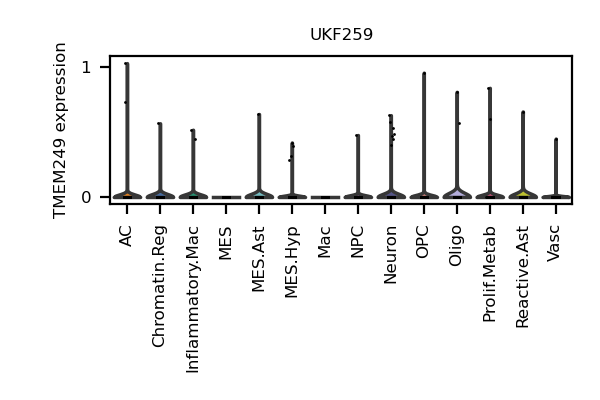 UKF259
TMEM249 expression
1
0
AC
Chromatin.Reg
Inflammatory.Mac
MES
MES.Ast
MES.Hyp
Mac
NPC
Neuron
OPC
Oligo
Prolif.Metab
Reactive.Ast
Vasc